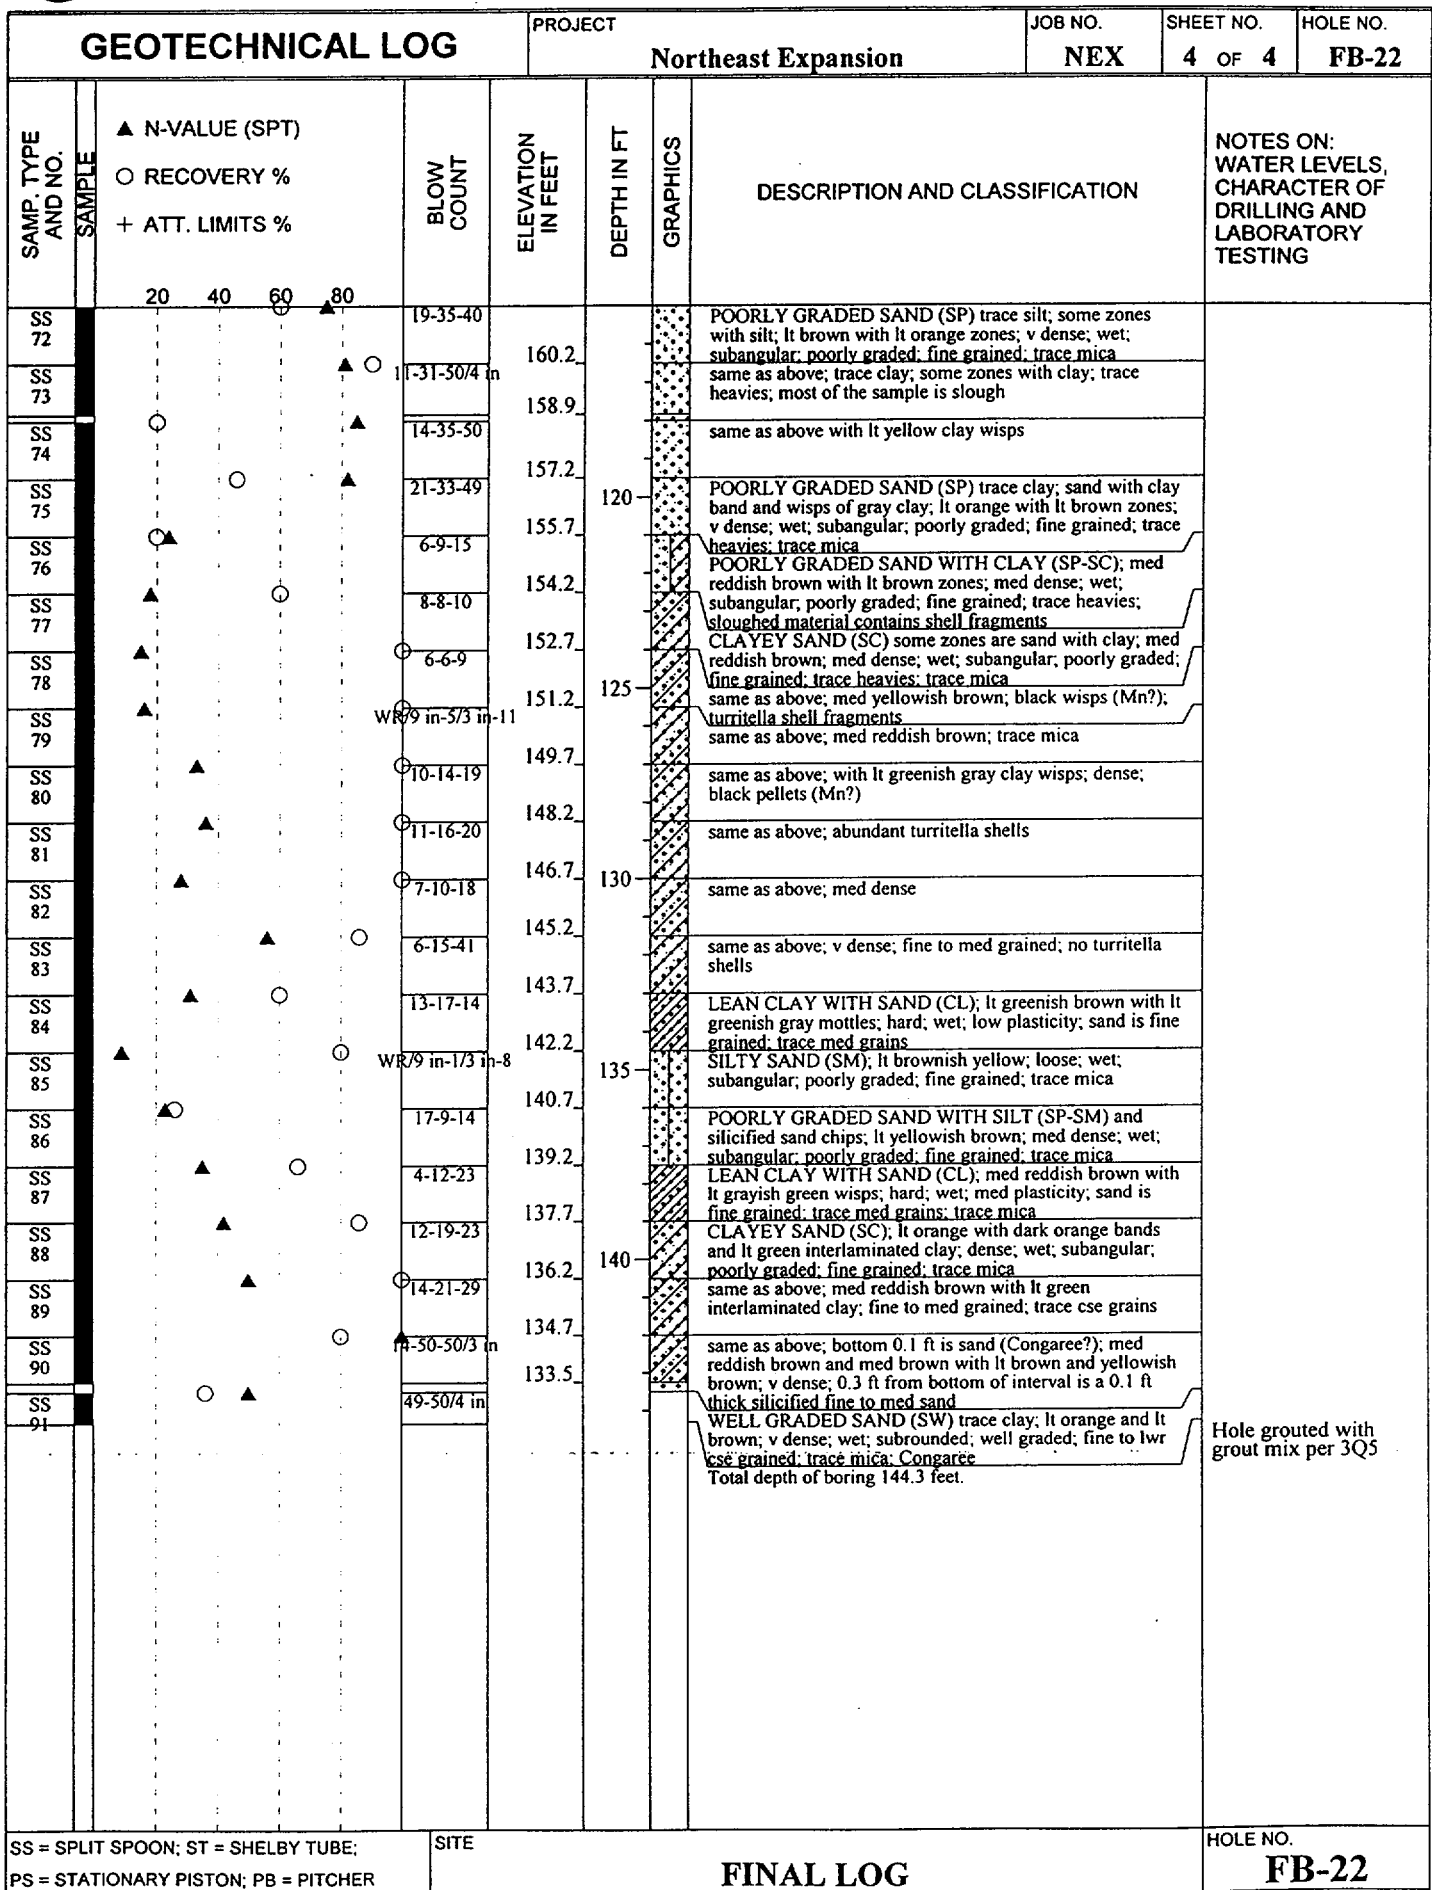 GEOTECHNICAL LOG
PROJECT
Northeast Expansion
JOB NO.
NEX
SHEET NO.
4 OF 4
HOLE NO.
FB-22
SAMP. TYPE
AND NO.
SAMPLE
▲ N-VALUE (SPT)
○ RECOVERY %
+ ATT. LIMITS %
20 40 60 80
BLOW
COUNT
ELEVATION
IN FEET
DEPTH IN FT
GRAPHICS
DESCRIPTION AND CLASSIFICATION
NOTES ON:
WATER LEVELS,
CHARACTER OF
DRILLING AND
LABORATORY
TESTING
SS
72
19-35-40
POORLY GRADED SAND (SP) trace silt; some zones
with silt; lt brown with lt orange zones; v dense; wet;
subangular; poorly graded; fine grained; trace mica
160.2
SS
73
11-31-50/4 in
same as above; trace clay; some zones with clay; trace
heavies; most of the sample is slough
158.9
SS
74
14-35-50
same as above with lt yellow clay wisps
157.2
SS
75
21-33-49
120
POORLY GRADED SAND (SP) trace clay; sand with clay
band and wisps of gray clay; lt orange with lt brown zones;
v dense; wet; subangular; poorly graded; fine grained; trace
heavies; trace mica
155.7
SS
76
6-9-15
POORLY GRADED SAND WITH CLAY (SP-SC); med
reddish brown with lt brown zones; med dense; wet;
subangular; poorly graded; fine grained; trace heavies;
sloughed material contains shell fragments
154.2
SS
77
8-8-10
CLAYEY SAND (SC) some zones are sand with clay; med
reddish brown; med dense; wet; subangular; poorly graded;
fine grained; trace heavies; trace mica
152.7
SS
78
6-6-9
125
same as above; med yellowish brown; black wisps (Mn?);
turritella shell fragments
151.2
SS
79
WR/9 in-5/3 in-11
same as above; med reddish brown; trace mica
149.7
SS
80
10-14-19
same as above; with lt greenish gray clay wisps; dense;
black pellets (Mn?)
148.2
SS
81
11-16-20
same as above; abundant turritella shells
146.7
SS
82
7-10-18
130
same as above; med dense
145.2
SS
83
6-15-41
same as above; v dense; fine to med grained; no turritella
shells
143.7
SS
84
13-17-14
LEAN CLAY WITH SAND (CL); lt greenish brown with lt
greenish gray mottles; hard; wet; low plasticity; sand is fine
grained; trace med grains
142.2
SS
85
WR/9 in-1/3 in-8
135
SILTY SAND (SM); lt brownish yellow; loose; wet;
subangular; poorly graded; fine grained; trace mica
140.7
SS
86
17-9-14
POORLY GRADED SAND WITH SILT (SP-SM) and
silicified sand chips; lt yellowish brown; med dense; wet;
subangular; poorly graded; fine grained; trace mica
139.2
SS
87
4-12-23
LEAN CLAY WITH SAND (CL); med reddish brown with
lt grayish green wisps; hard; wet; med plasticity; sand is
fine grained; trace med grains; trace mica
137.7
SS
88
12-19-23
140
CLAYEY SAND (SC); lt orange with dark orange bands
and lt green interlaminated clay; dense; wet; subangular;
poorly graded; fine grained; trace mica
136.2
SS
89
14-21-29
same as above; med reddish brown with lt green
interlaminated clay; fine to med grained; trace cse grains
134.7
SS
90
14-50-50/3 in
same as above; bottom 0.1 ft is sand (Congaree?); med
reddish brown and med brown with lt brown and yellowish
brown; v dense; 0.3 ft from bottom of interval is a 0.1 ft
thick silicified fine to med sand
133.5
SS
91
49-50/4 in
WELL GRADED SAND (SW) trace clay; lt orange and lt
brown; v dense; wet; subrounded; well graded; fine to lwr
cse grained; trace mica; Congaree
Total depth of boring 144.3 feet.
Hole grouted with
grout mix per 3Q5
SS = SPLIT SPOON; ST = SHELBY TUBE;
PS = STATIONARY PISTON; PB = PITCHER
SITE
FINAL LOG
HOLE NO.
FB-22